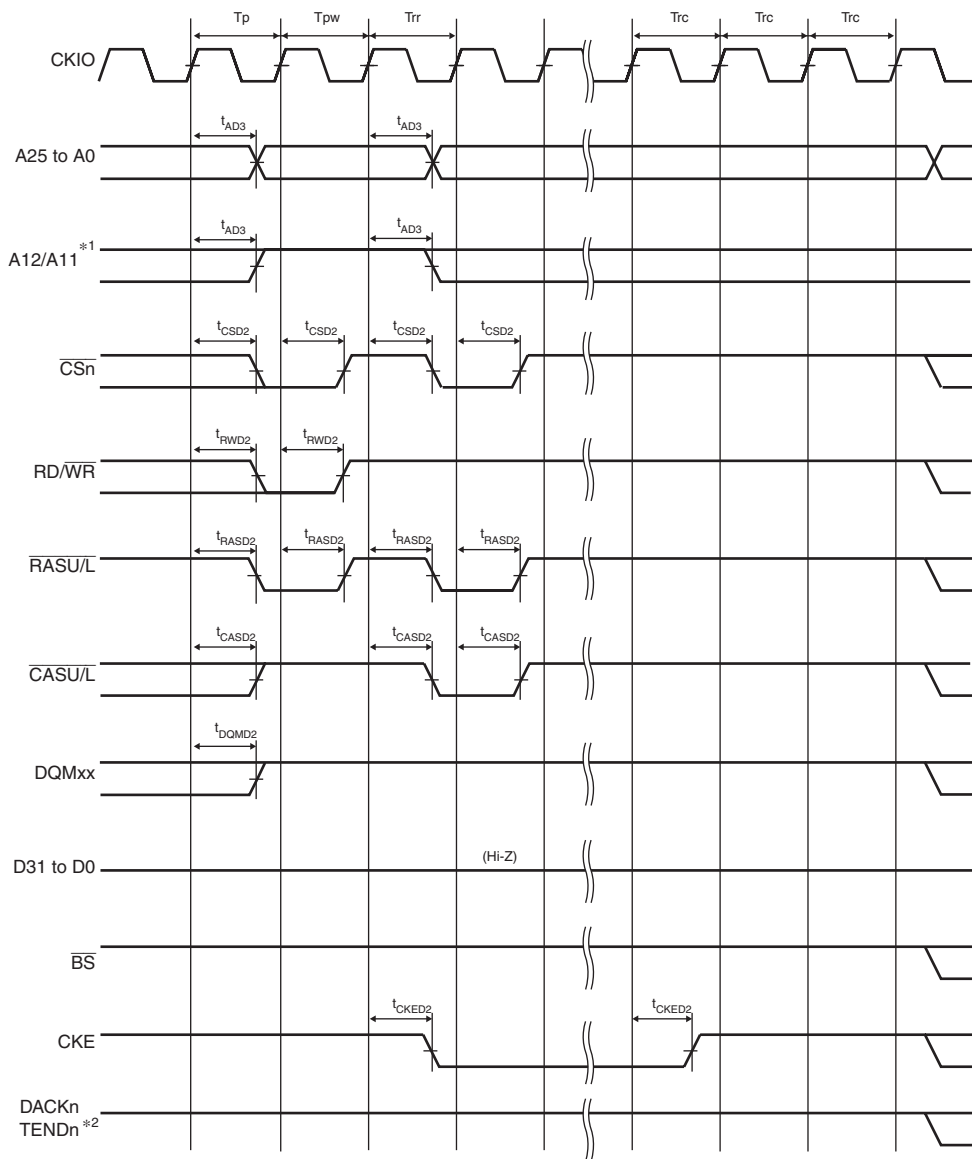 Tp Tpw Trr Trc Trc Trc
CKIO
tAD3 tAD3
A25 to A0
tAD3 tAD3
A12/A11 *1
tCSD2 tCSD2 tCSD2 tCSD2
CSn
tRWD2 tRWD2
RD/WR
tRASD2 tRASD2 tRASD2 tRASD2
RASU/L
tCASD2 tCASD2 tCASD2
CASU/L
tDQMD2
DQMxx
(Hi-Z)
D31 to D0
BS
tCKED2 tCKED2
CKE
DACKn
TENDn *2